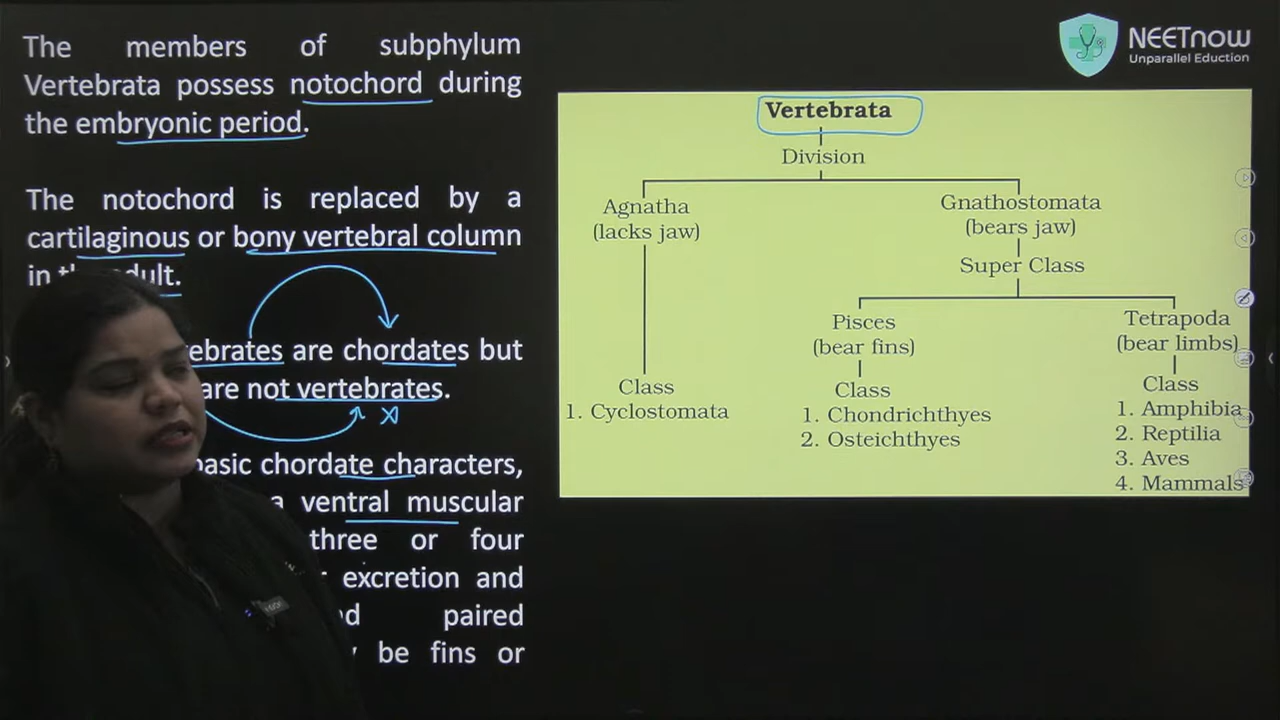 The members of subphylum
Vertebrata possess notochord during
the embryonic period.
The notochord is replaced by a
cartilaginous or bony vertebral column
in
are chordates but
are not vertebrates.
basic chordate characters,
a ventral muscular
three or four
excretion and
paired
be fins or
NEETnow
Unparallel Eduction
Vertebrata
Division
Agnatha
(lacks jaw)
Gnathostomata
(bears jaw)
Super Class
Pisces
(bear fins)
Tetrapoda
(bear limbs)
Class
1. Cyclostomata
Class
1. Chondrichthyes
2. Osteichthyes
Class
1. Amphibia
2. Reptilia
3. Aves
4. Mammals